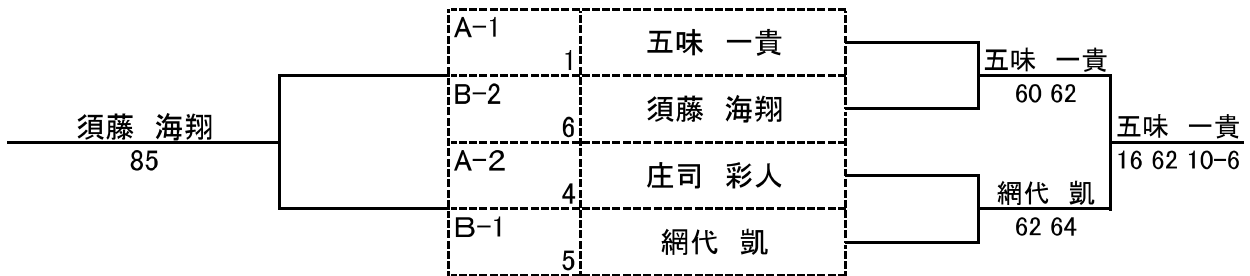 A-1
1
五味 一貴
B-2
6
須藤 海翔
A-2
4
庄司 彩人
B-1
5
網代 凱
須藤 海翔
85
五味 一貴
60 62
網代 凱
62 64
五味 一貴
16 62 10-6